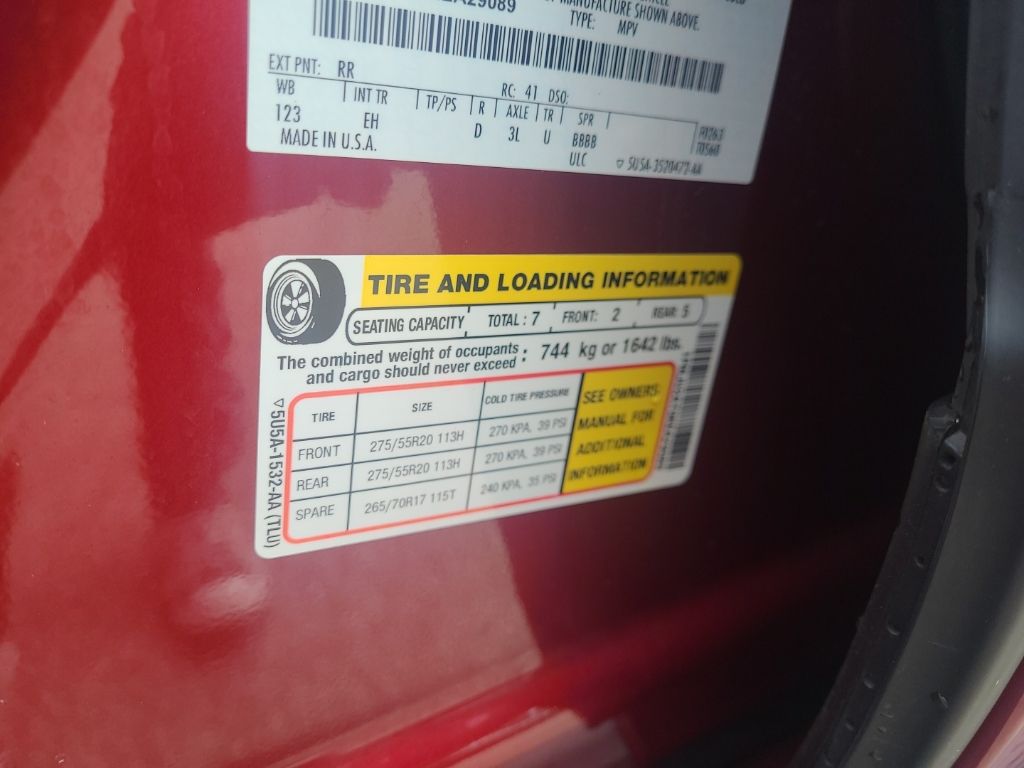 A29089
MANUFACTURE SHOWN ABOVE.
TYPE: MPV
EXT PNT: RR RC: 41 DSO:
WB INT TR TP/PS R AXLE TR SPR
123 EH D 3L U BBBB
MADE IN U.S.A. ULC
5U5A-3520472-AA
TIRE AND LOADING INFORMATION
SEATING CAPACITY TOTAL : 7 FRONT: 2 REAR: 5
The combined weight of occupants
and cargo should never exceed : 744 kg or 1642 lbs.
TIRE SIZE COLD TIRE PRESSURE
FRONT 275/55R20 113H 270 KPA, 39 PSI
REAR 275/55R20 113H 270 KPA, 39 PSI
SPARE 265/70R17 115T 240 KPA, 35 PSI
SEE OWNERS
MANUAL FOR
ADDITIONAL
INFORMATION
5U5A-1532-AA (TLU)